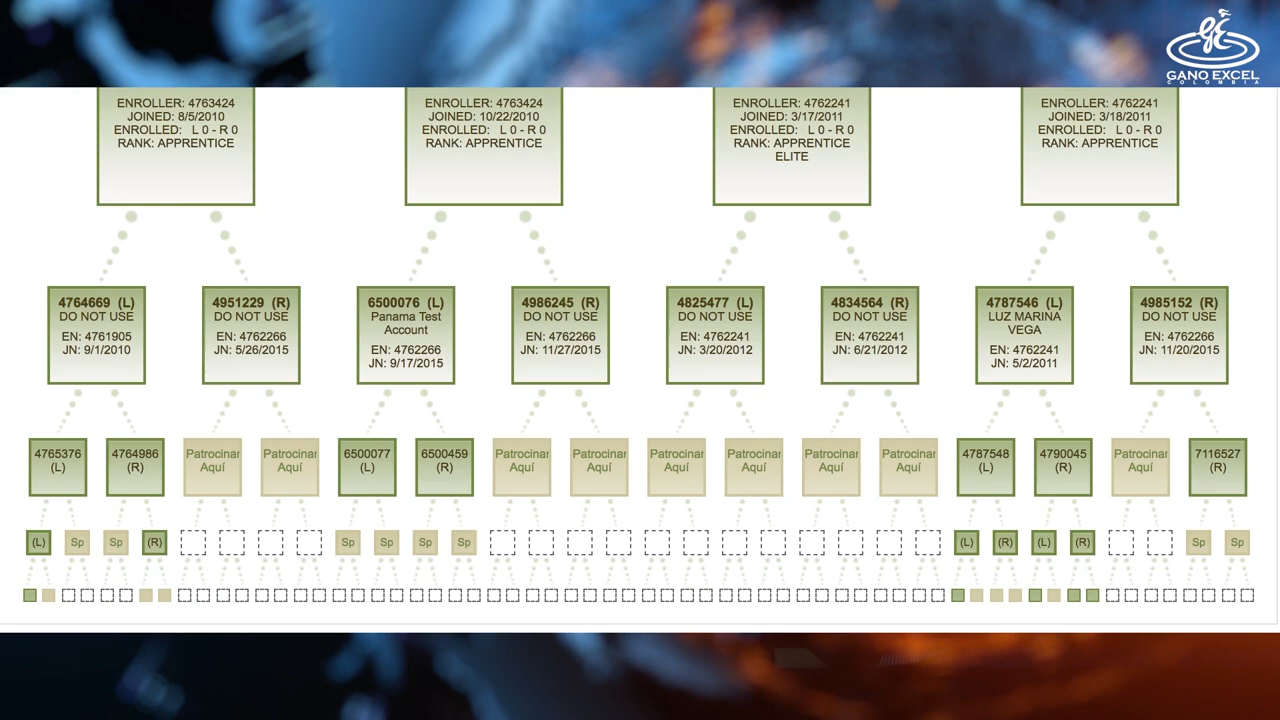 GANO EXCEL
COLOMBIA
ENROLLER: 4763424
JOINED: 8/5/2010
ENROLLED: L 0 - R 0
RANK: APPRENTICE
ENROLLER: 4763424
JOINED: 10/22/2010
ENROLLED: L 0 - R 0
RANK: APPRENTICE
ENROLLER: 4762241
JOINED: 3/17/2011
ENROLLED: L 0 - R 0
RANK: APPRENTICE
ELITE
ENROLLER: 4762241
JOINED: 3/18/2011
ENROLLED: L 0 - R 0
RANK: APPRENTICE
4764669 (L)
DO NOT USE
EN: 4761905
JN: 9/1/2010
4951229 (R)
DO NOT USE
EN: 4762266
JN: 5/26/2015
6500076 (L)
Panama Test
Account
EN: 4762266
JN: 9/17/2015
4986245 (R)
DO NOT USE
EN: 4762266
JN: 11/27/2015
4825477 (L)
DO NOT USE
EN: 4762241
JN: 3/20/2012
4834564 (R)
DO NOT USE
EN: 4762241
JN: 6/21/2012
4787546 (L)
LUZ MARINA
VEGA
EN: 4762241
JN: 5/2/2011
4985152 (R)
DO NOT USE
EN: 4762266
JN: 11/20/2015
4765376
(L)
4764986
(R)
Patrocinar
Aquí
Patrocinar
Aquí
6500077
(L)
6500459
(R)
Patrocinar
Aquí
Patrocinar
Aquí
Patrocinar
Aquí
Patrocinar
Aquí
Patrocinar
Aquí
Patrocinar
Aquí
4787548
(L)
4790045
(R)
Patrocinar
Aquí
7116527
(R)
(L)
Sp
Sp
(R)
Sp
Sp
Sp
Sp
(L)
(R)
(L)
(R)
Sp
Sp